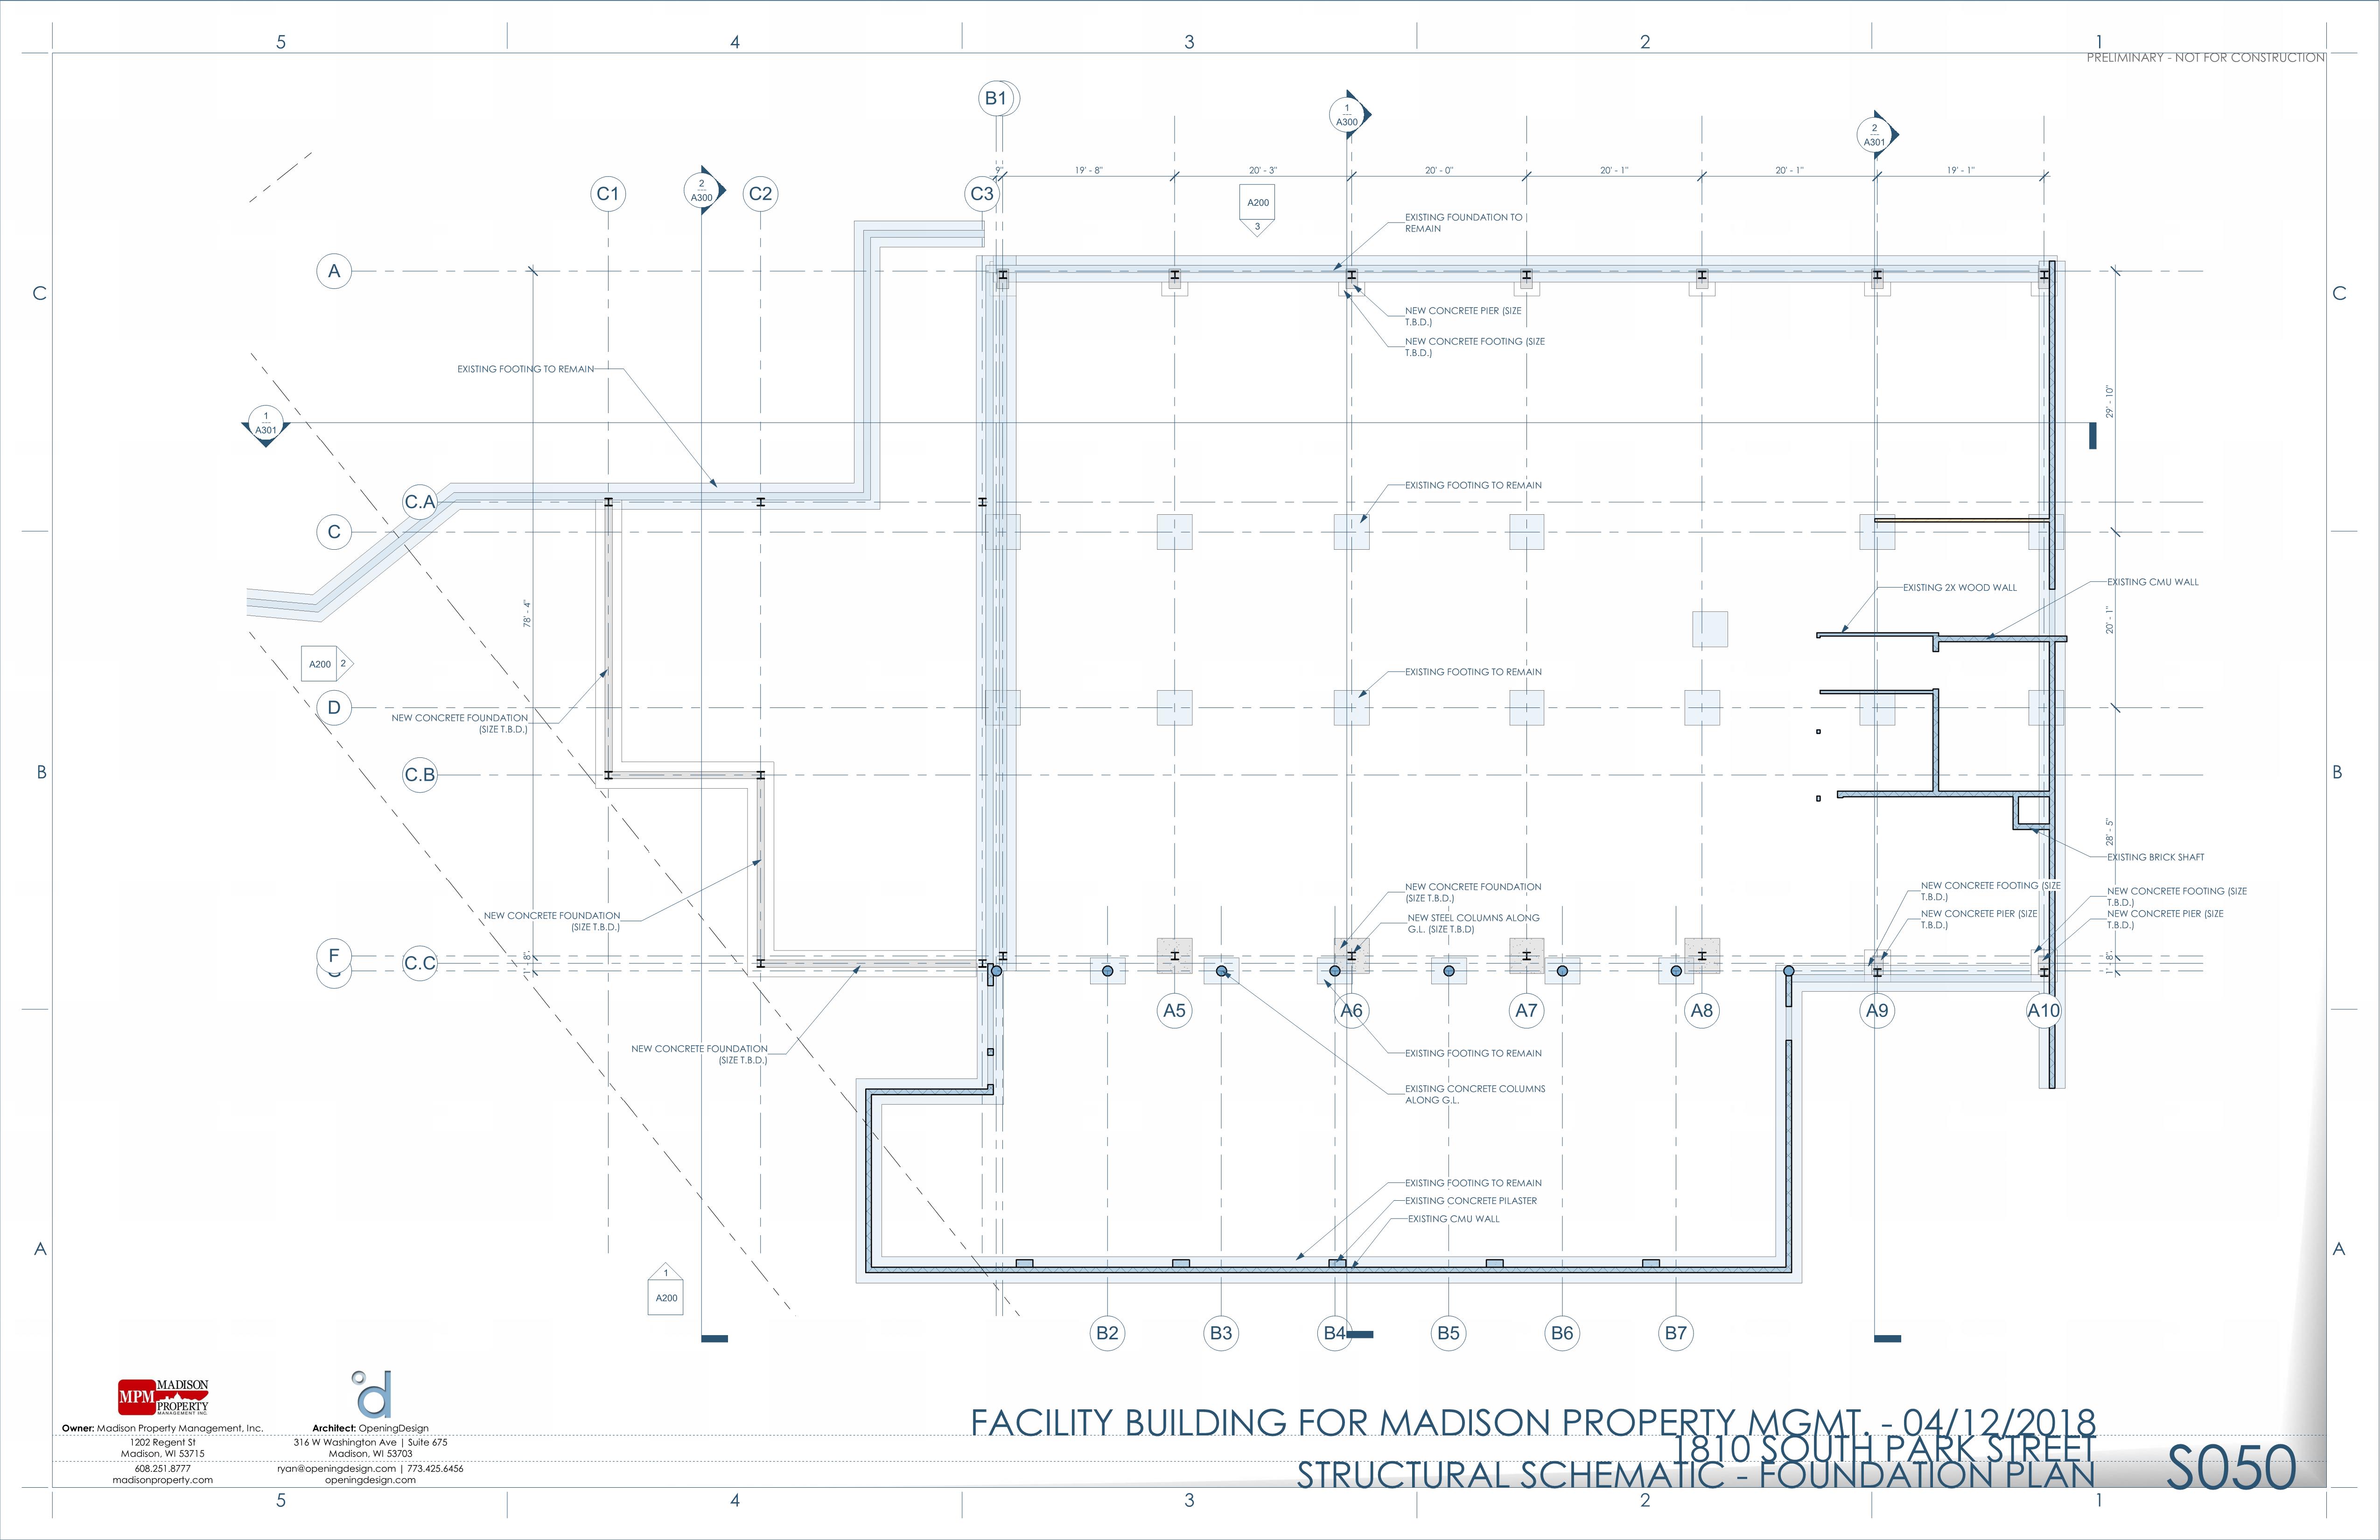 5
4
3
2
1
PRELIMINARY - NOT FOR CONSTRUCTION
B1
1
A300
2
A301
9"
19' - 8"
20' - 3"
20' - 0"
20' - 1"
20' - 1"
19' - 1"
C1
2
A300
C2
C3
A200
3
EXISTING FOUNDATION TO
REMAIN
A
C
C
NEW CONCRETE PIER (SIZE
T.B.D.)
NEW CONCRETE FOOTING (SIZE
T.B.D.)
EXISTING FOOTING TO REMAIN
29' - 10"
1
A301
C.A
EXISTING FOOTING TO REMAIN
C
EXISTING 2X WOOD WALL
EXISTING CMU WALL
78' - 4"
20' - 1"
A200
2
EXISTING FOOTING TO REMAIN
D
NEW CONCRETE FOUNDATION
(SIZE T.B.D.)
B
C.B
B
28' - 5"
EXISTING BRICK SHAFT
NEW CONCRETE FOUNDATION
(SIZE T.B.D.)
NEW CONCRETE FOUNDATION
(SIZE T.B.D.)
NEW STEEL COLUMNS ALONG
G.L. (SIZE T.B.D)
NEW CONCRETE FOOTING (SIZE
T.B.D.)
NEW CONCRETE PIER (SIZE
T.B.D.)
NEW CONCRETE FOOTING (SIZE
T.B.D.)
NEW CONCRETE PIER (SIZE
T.B.D.)
F
C.C
1' - 8"
1' - 8"
A5
A6
A7
A8
A9
A10
NEW CONCRETE FOUNDATION
(SIZE T.B.D.)
EXISTING FOOTING TO REMAIN
EXISTING CONCRETE COLUMNS
ALONG G.L.
EXISTING FOOTING TO REMAIN
EXISTING CONCRETE PILASTER
EXISTING CMU WALL
A
A
1
A200
B2
B3
B4
B5
B6
B7
MPM
MADISON
PROPERTY
MANAGEMENT INC
d
Owner: Madison Property Management, Inc.
1202 Regent St
Madison, WI 53715
608.251.8777
madisonproperty.com
Architect: OpeningDesign
316 W Washington Ave | Suite 675
Madison, WI 53703
ryan@openingdesign.com | 773.425.6456
openingdesign.com
FACILITY BUILDING FOR MADISON PROPERTY MGMT. - 04/12/2018
1810 SOUTH PARK STREET
STRUCTURAL SCHEMATIC - FOUNDATION PLAN
S050
5
4
3
2
1